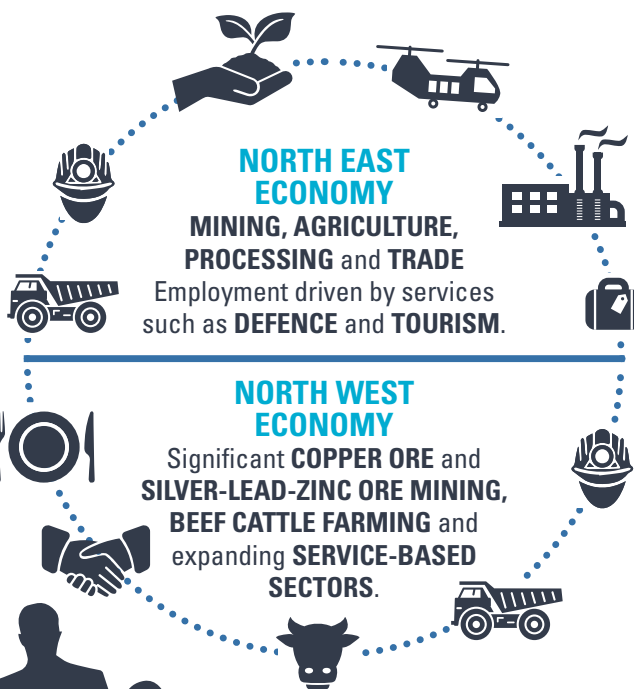 NORTH EAST
ECONOMY
MINING, AGRICULTURE,
PROCESSING and TRADE
Employment driven by services
such as DEFENCE and TOURISM.
NORTH WEST
ECONOMY
Significant COPPER ORE and
SILVER-LEAD-ZINC ORE MINING,
BEEF CATTLE FARMING and
expanding SERVICE-BASED
SECTORS.